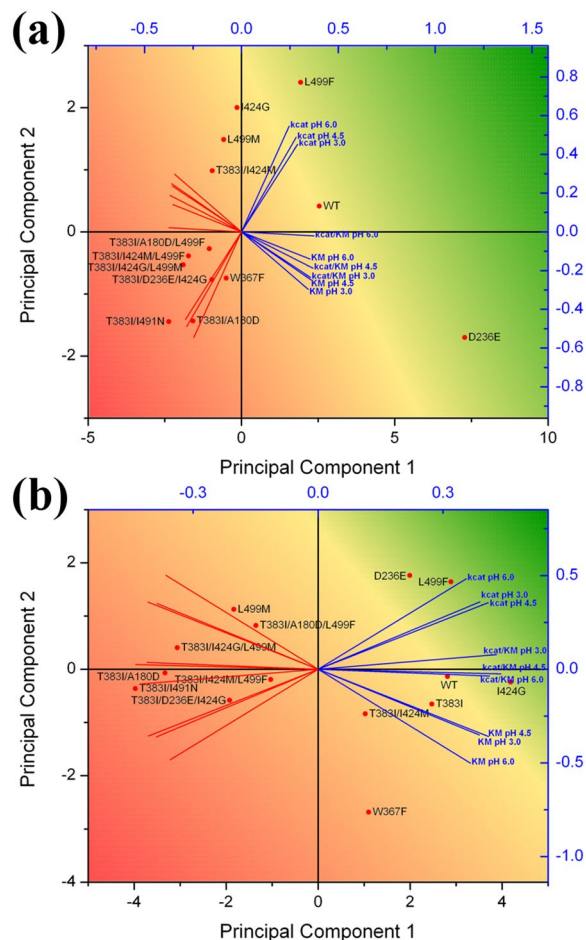 (a)
-0.4 0.0 0.4 0.8 1.2
L499F
I424G
kcat pH 6.0
L499M
kcat pH 4.5
kcat pH 3.0
T383I/I424M
WT
kcat/KM pH 6.0
T383I/A180D/L499F
T383I/I424M/L499F
KM pH 6.0
T383I/I424G/L499M
kcat/KM pH 4.5
T383I/D236E/I424G
W367F
kcat/KM pH 3.0
KM pH 4.5
KM pH 3.0
T383I/I491N
T383I/A180D
D236E
2
0
-2
0.8
0.6
0.4
0.2
0.0
-0.2
-0.4
-0.6
-0.8
-5 0 5 10
Principal Component 2
Principal Component 1
(b)
-0.3 0.0 0.3
D236E
L499F
kcat pH 6.0
L499M
kcat pH 3.0
kcat pH 4.5
T383I/A180D/L499F
T383I/I424G/L499M
kcat/KM pH 3.0
T383I/A180D
T383I/I424M/L499F
kcat/KM pH 4.5
kcat/KM pH 6.0
WT
I424G
T383I/I491N
T383I/D236E/I424G
T383I
T383I/I424M
KM pH 4.5
KM pH 3.0
KM pH 6.0
W367F
2
0
-2
-4
0.5
0.0
-0.5
-1.0
-4 -2 0 2 4
Principal Component 2
Principal Component 1